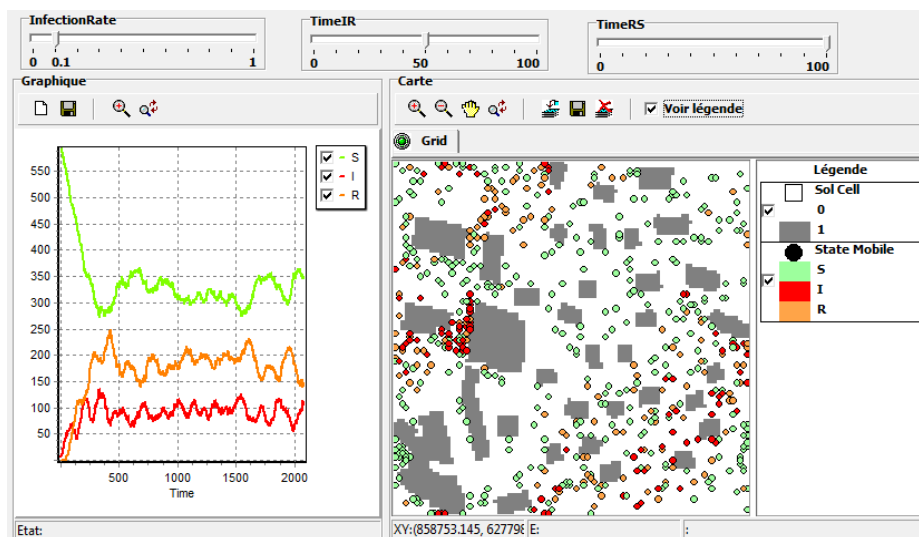 InfectionRate
0 0.1 1
TimeIR
0 50 100
TimeRS
0 100
Graphique
Carte
Voir légende
Grid
550
500
450
400
350
300
250
200
150
100
50
500 1000 1500 2000
Time
S
I
R
Légende
Sol Cell
0
1
State Mobile
S
I
R
Etat:
XY:(858753.145, 627798 E: :